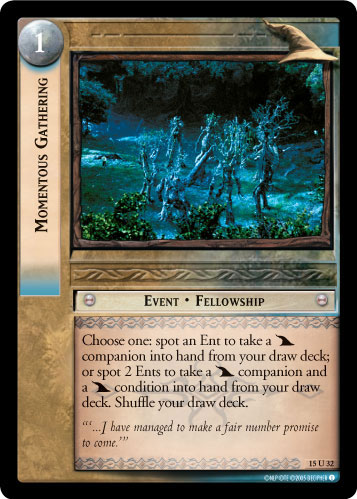 1
Momentous Gathering
Event • Fellowship
Choose one: spot an Ent to take a
companion into hand from your draw deck;
or spot 2 Ents to take a companion and
a condition into hand from your draw
deck. Shuffle your draw deck.
“‘...I have managed to make a fair number promise
to come.’”
15 U 32